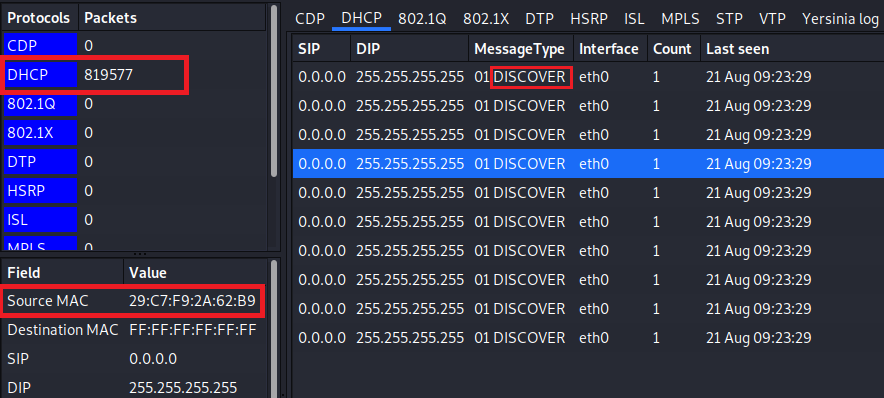 Protocols Packets
CDP 0
DHCP 819577
802.1Q 0
802.1X 0
DTP 0
HSRP 0
ISL 0
MPLS 0
Field Value
Source MAC 29:C7:F9:2A:62:B9
Destination MAC FF:FF:FF:FF:FF:FF
SIP 0.0.0.0
DIP 255.255.255.255
CDP DHCP 802.1Q 802.1X DTP HSRP ISL MPLS STP VTP Yersinia log
SIP DIP MessageType Interface Count Last seen
0.0.0.0 255.255.255.255 01 DISCOVER eth0 1 21 Aug 09:23:29
0.0.0.0 255.255.255.255 01 DISCOVER eth0 1 21 Aug 09:23:29
0.0.0.0 255.255.255.255 01 DISCOVER eth0 1 21 Aug 09:23:29
0.0.0.0 255.255.255.255 01 DISCOVER eth0 1 21 Aug 09:23:29
0.0.0.0 255.255.255.255 01 DISCOVER eth0 1 21 Aug 09:23:29
0.0.0.0 255.255.255.255 01 DISCOVER eth0 1 21 Aug 09:23:29
0.0.0.0 255.255.255.255 01 DISCOVER eth0 1 21 Aug 09:23:29
0.0.0.0 255.255.255.255 01 DISCOVER eth0 1 21 Aug 09:23:29
0.0.0.0 255.255.255.255 01 DISCOVER eth0 1 21 Aug 09:23:29
0.0.0.0 255.255.255.255 01 DISCOVER eth0 1 21 Aug 09:23:29